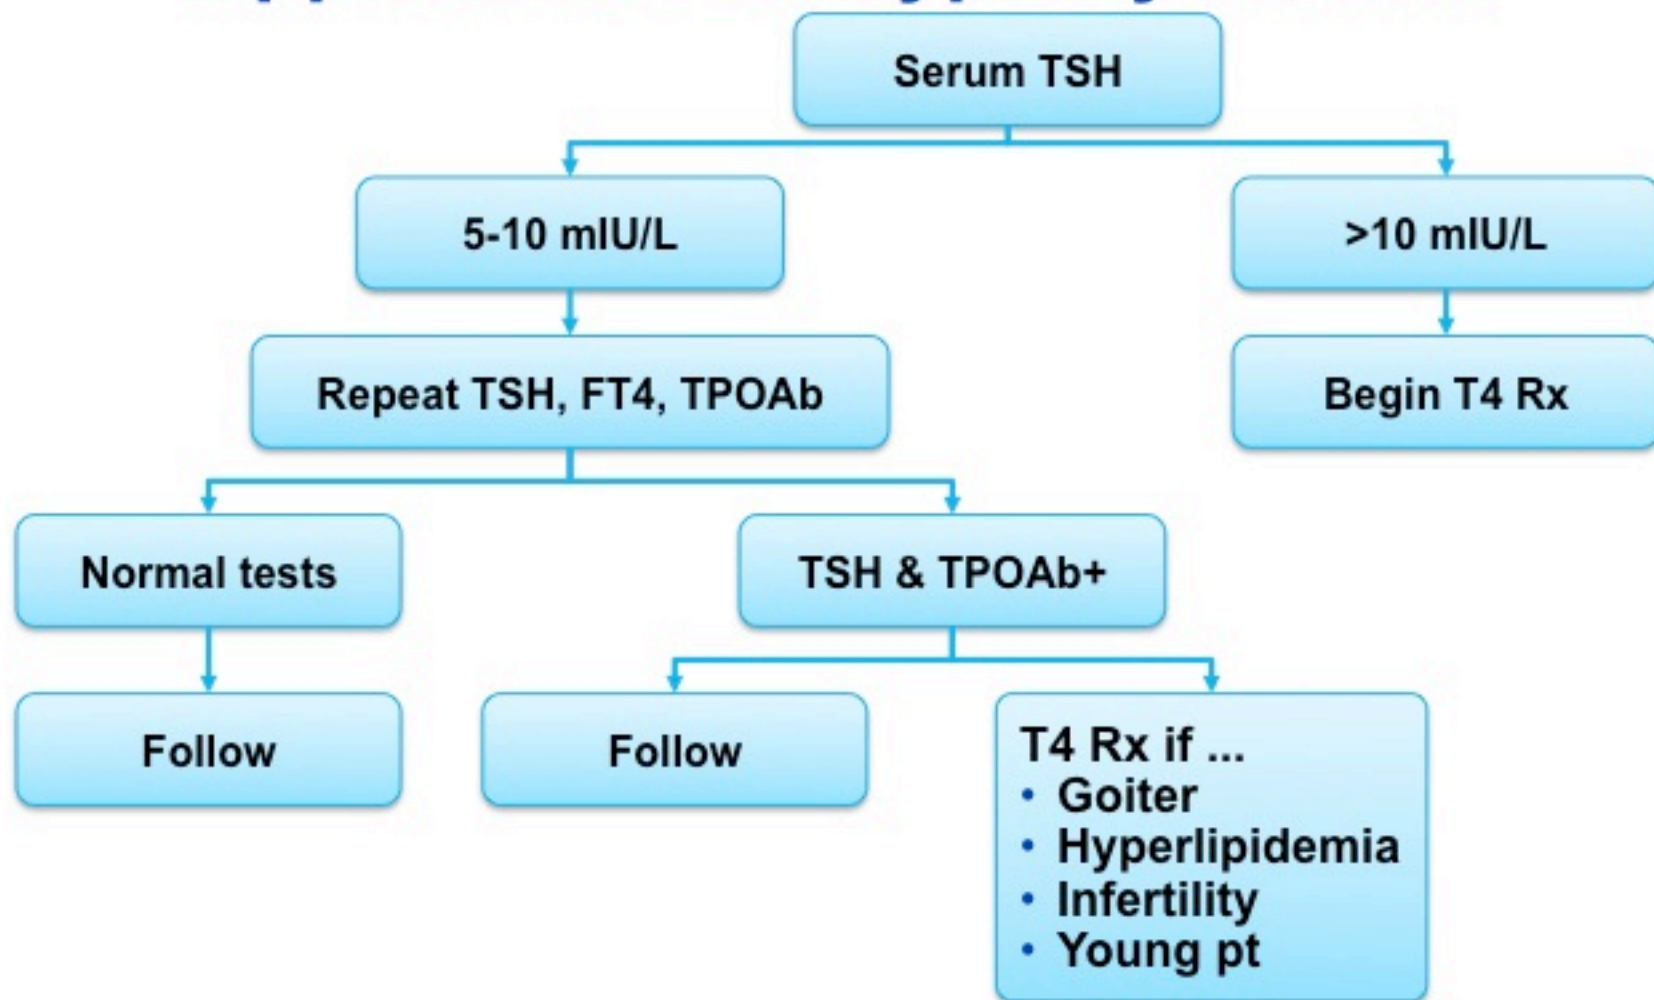 Serum TSH
5-10 mIU/L
>10 mIU/L
Repeat TSH, FT4, TPOAb
Begin T4 Rx
Normal tests
TSH & TPOAb+
Follow
Follow
T4 Rx if ...
• Goiter
• Hyperlipidemia
• Infertility
• Young pt